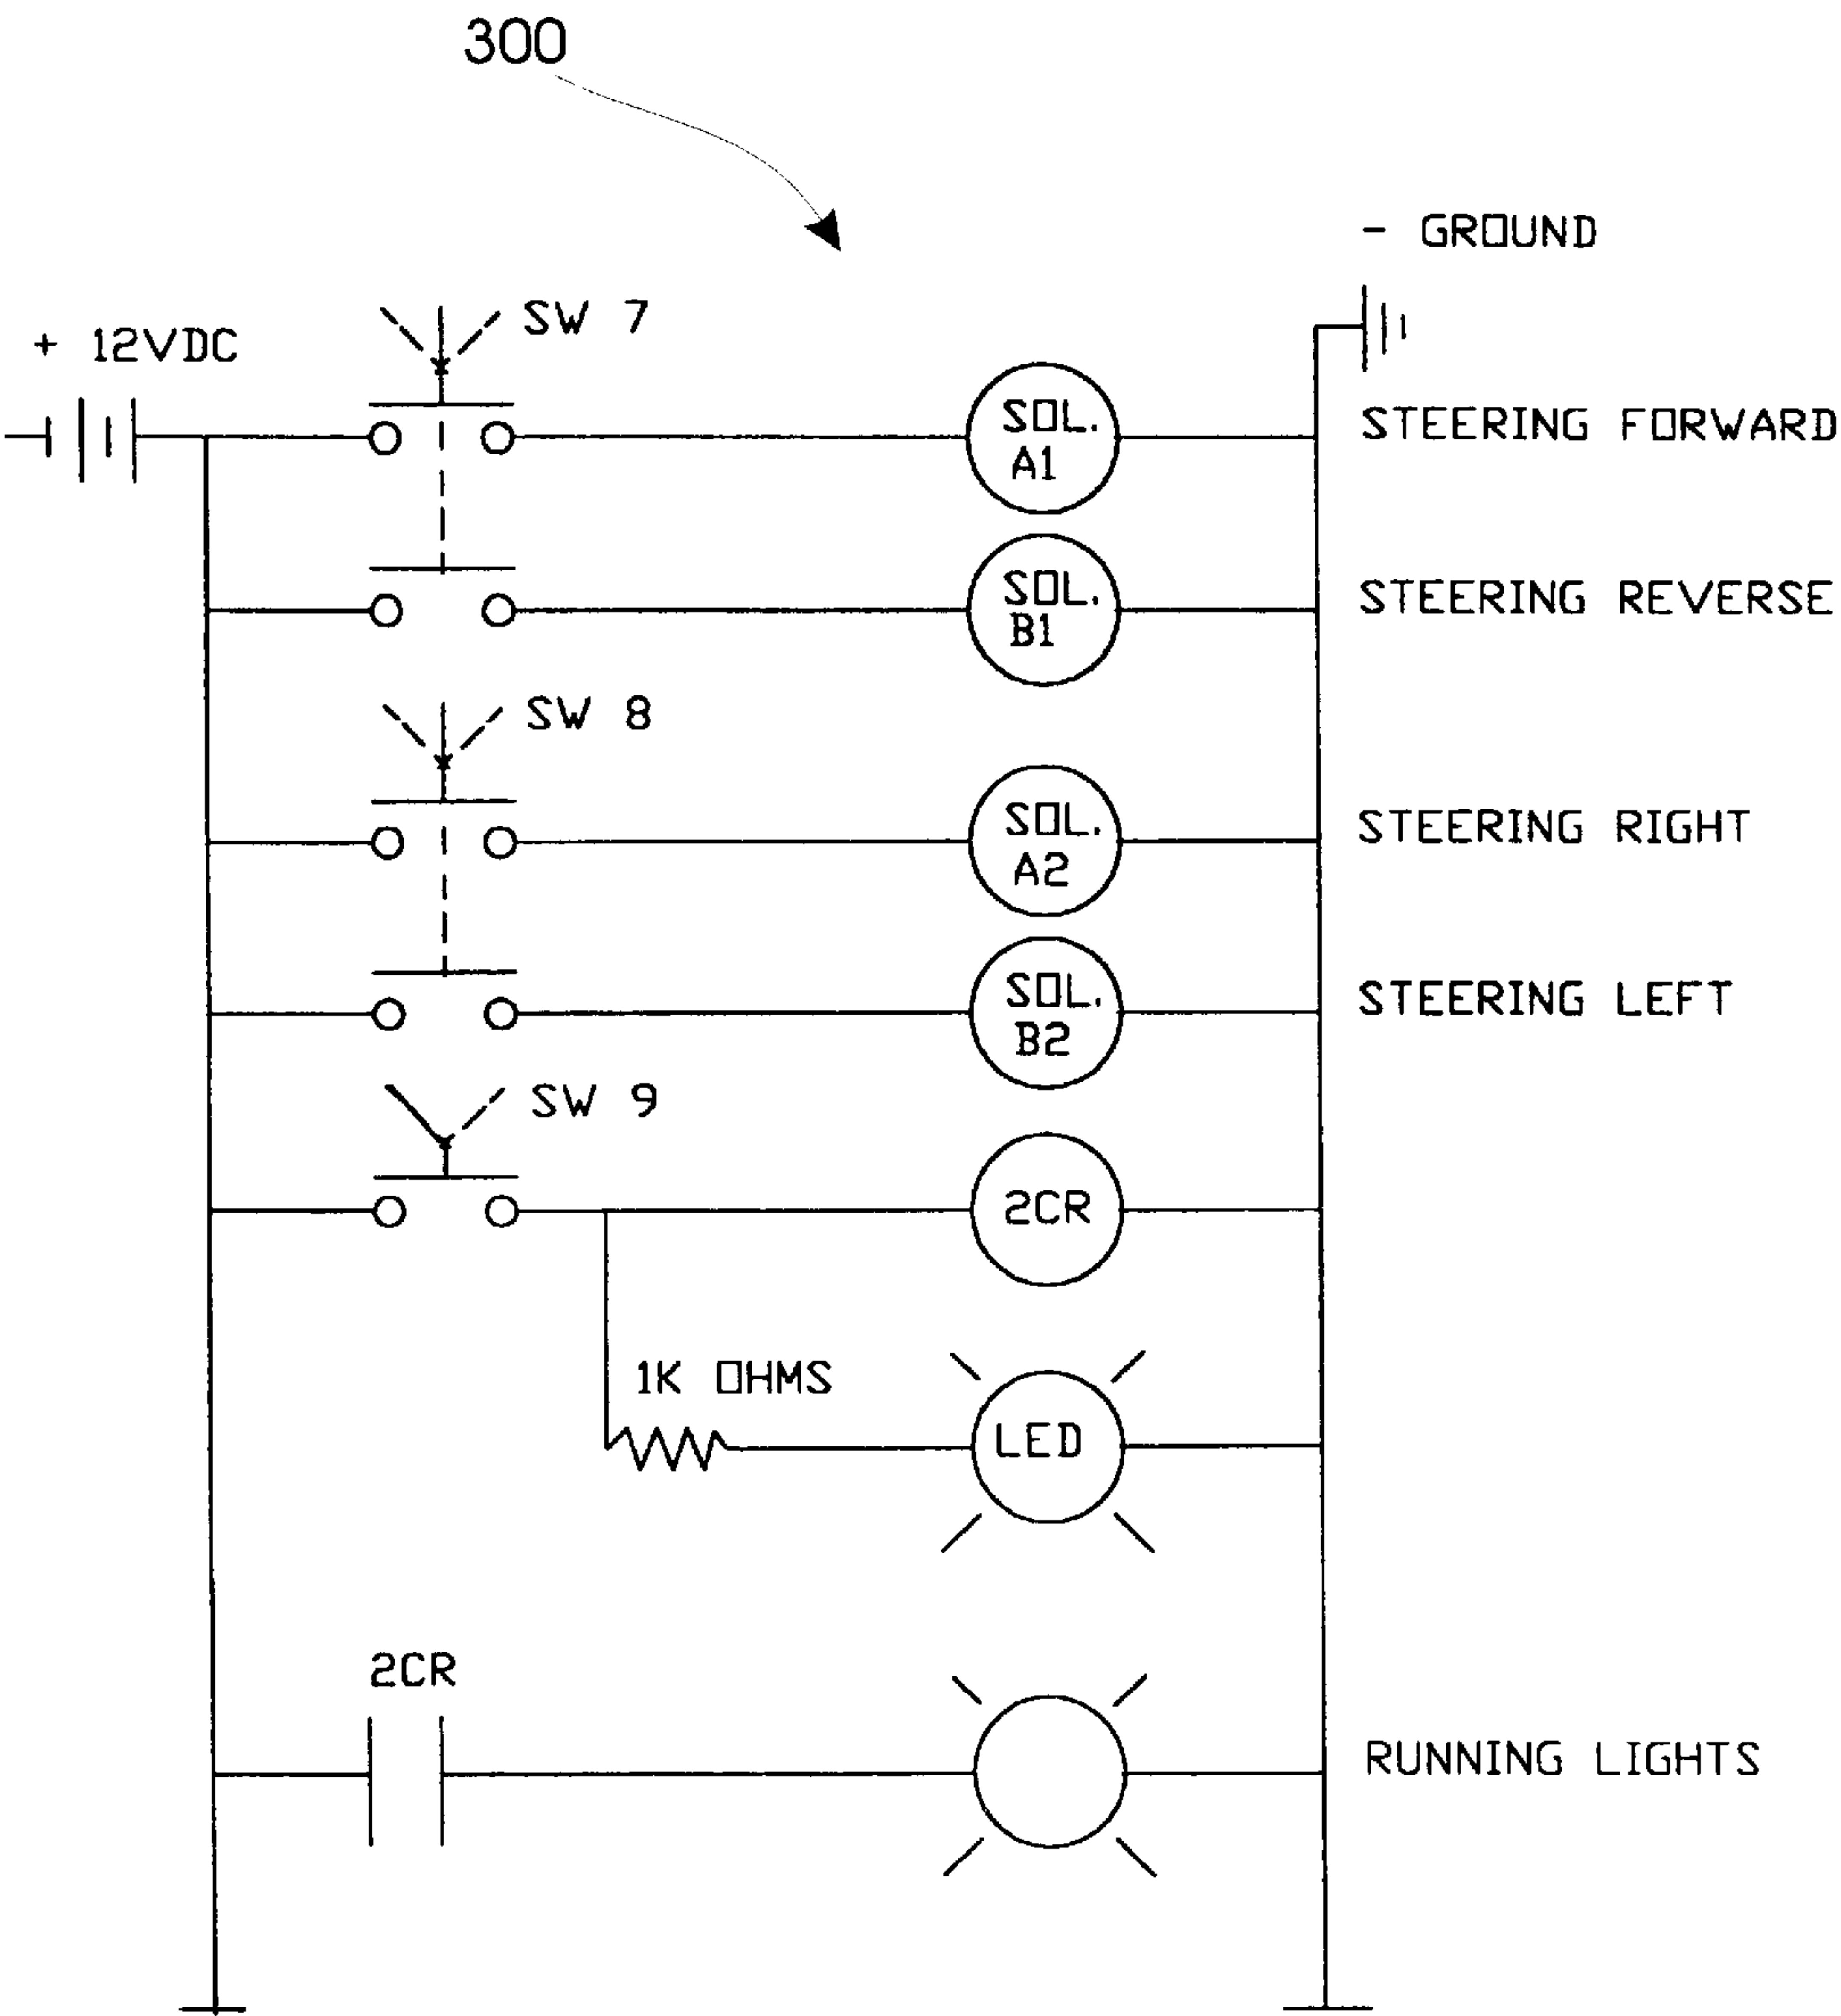 300
- GROUND
+ 12VDC
SW 7
SOL.
A1
STEERING FORWARD
SOL.
B1
STEERING REVERSE
SW 8
SOL.
A2
STEERING RIGHT
SOL.
B2
STEERING LEFT
SW 9
2CR
1K OHMS
LED
2CR
RUNNING LIGHTS